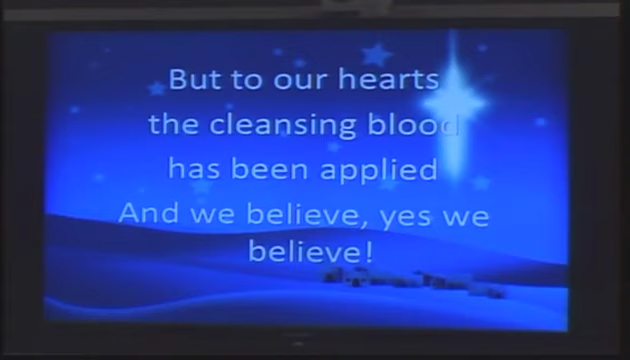 But to our hearts
the cleansing blood
has been applied
And we believe, yes we
believe!